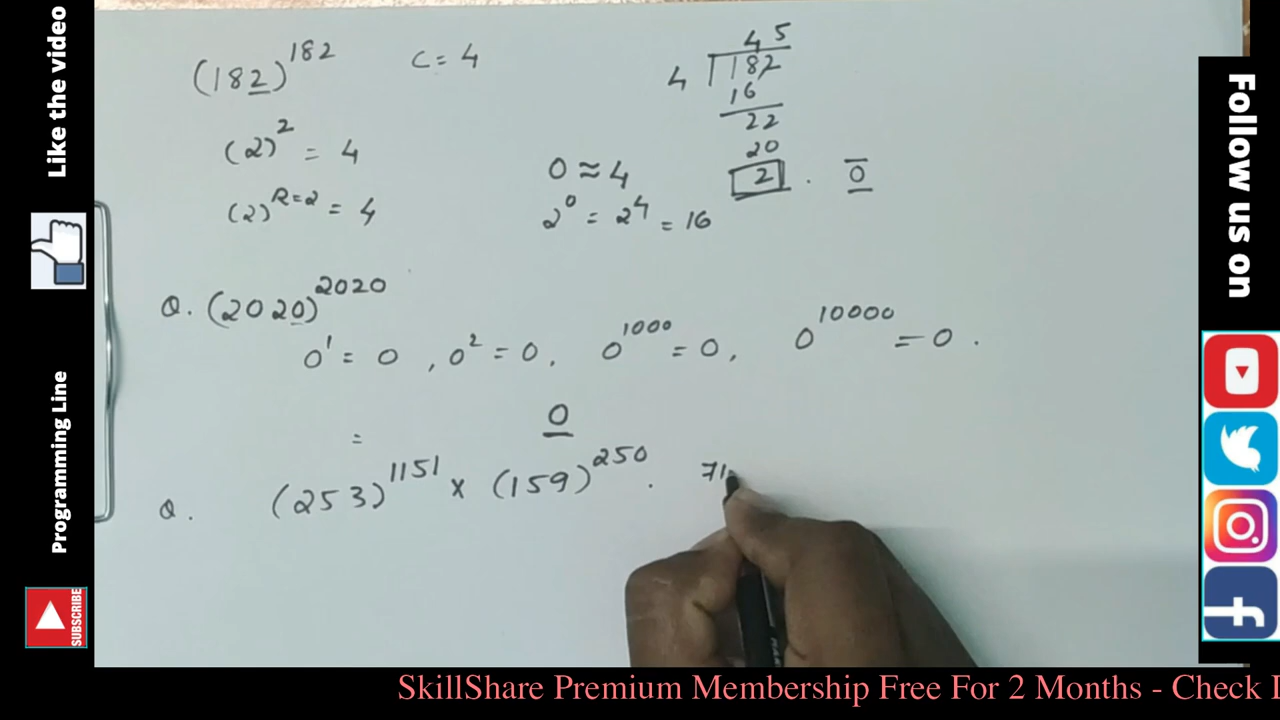 Like the video
Programming Line
SUBSCRIBE
(182)^182 C = 4
(2)^2 = 4
(2)^R=2 = 4
0 ≈ 4
2^0 = 2^4 = 16
45
4 182
16
22
20
2 . 0
Q. (2020)^2020
0^1 = 0 , 0^2 = 0, 0^1000 = 0, 0^10000 = 0 .
= 0
Q. (253)^1151 x (159)^250 . 71
Follow us on
SkillShare Premium Membership Free For 2 Months - Check